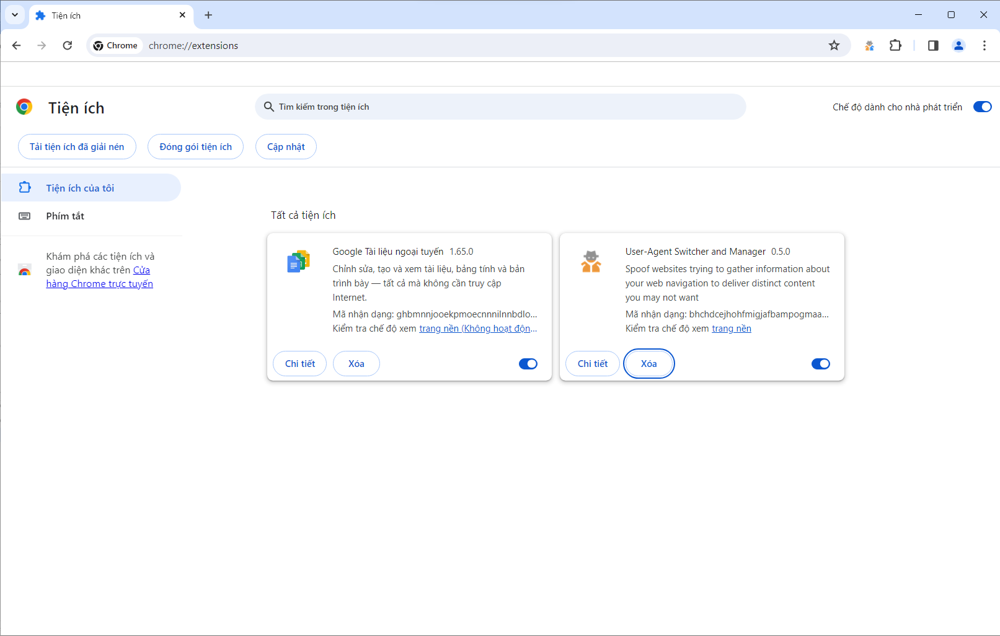 Tiện ích
Chrome
chrome://extensions
Tiện ích
Tìm kiếm trong tiện ích
Chế độ dành cho nhà phát triển
Tải tiện ích đã giải nén
Đóng gói tiện ích
Cập nhật
Tiện ích của tôi
Phím tắt
Khám phá các tiện ích và
giao diện khác trên Cửa
hàng Chrome trực tuyến
Tất cả tiện ích
Google Tài liệu ngoại tuyến 1.65.0
Chỉnh sửa, tạo và xem tài liệu, bảng tính và bản
trình bày — tất cả mà không cần truy cập
Internet.
Mã nhận dạng: ghbmnnjooekpmoecnnnilnnbdlo...
Kiểm tra chế độ xem trang nền (Không hoạt độn...
Chi tiết
Xóa
User-Agent Switcher and Manager 0.5.0
Spoof websites trying to gather information about
your web navigation to deliver distinct content
you may not want
Mã nhận dạng: bhchdcejhohfmigjafbampogmaa...
Kiểm tra chế độ xem trang nền
Chi tiết
Xóa